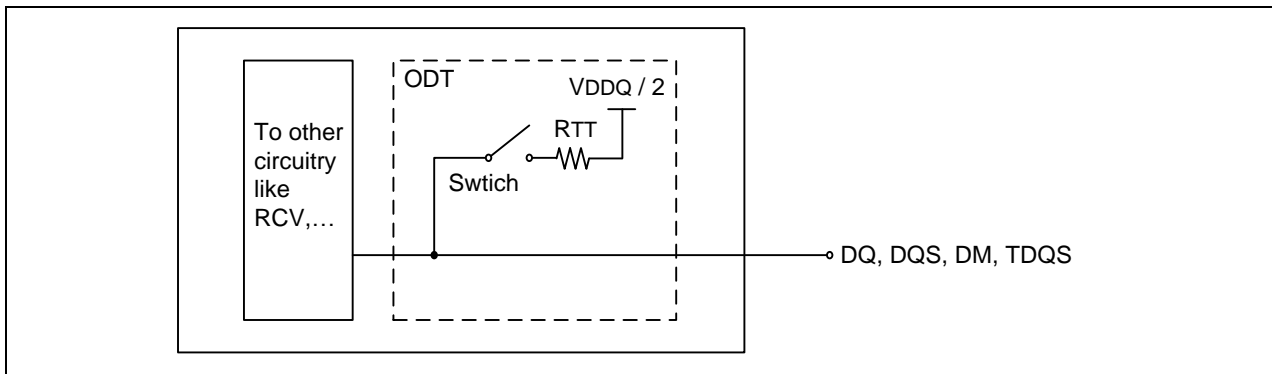 ODT
VDDQ / 2
RTT
Swtich
To other
circuitry
like
RCV,…
DQ, DQS, DM, TDQS